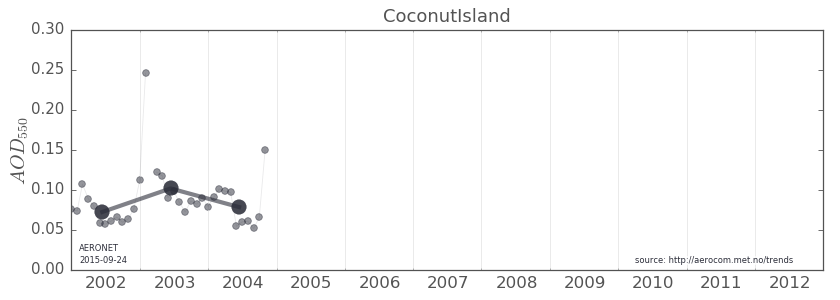 CoconutIsland
0.30
0.25
0.20
0.15
0.10
0.05
0.00
AOD550
AERONET
2015-09-24
source: http://aerocom.met.no/trends
2002 2003 2004 2005 2006 2007 2008 2009 2010 2011 2012